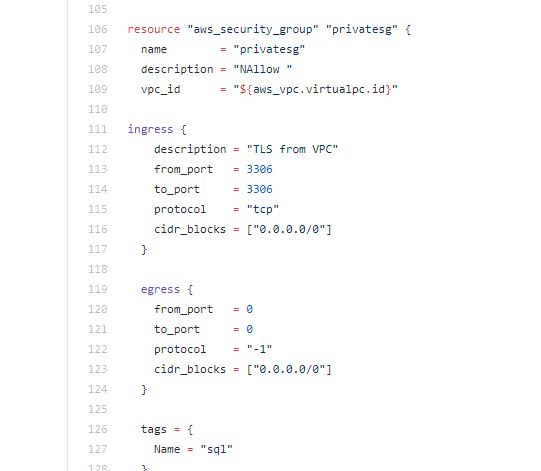 105
106 resource "aws_security_group" "privatesg" {
107 name = "privatesg"
108 description = "NAllow "
109 vpc_id = "${aws_vpc.virtualpc.id}"
110
111 ingress {
112 description = "TLS from VPC"
113 from_port = 3306
114 to_port = 3306
115 protocol = "tcp"
116 cidr_blocks = ["0.0.0.0/0"]
117 }
118
119 egress {
120 from_port = 0
121 to_port = 0
122 protocol = "-1"
123 cidr_blocks = ["0.0.0.0/0"]
124 }
125
126 tags = {
127 Name = "sql"
128 }